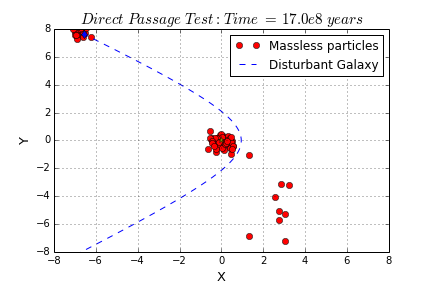 Direct Passage Test: Time = 17.0e8 years
Massless particles
Disturbant Galaxy
8
6
4
2
0
−2
−4
−6
−8
Y
−8 −6 −4 −2 0 2 4 6 8
X